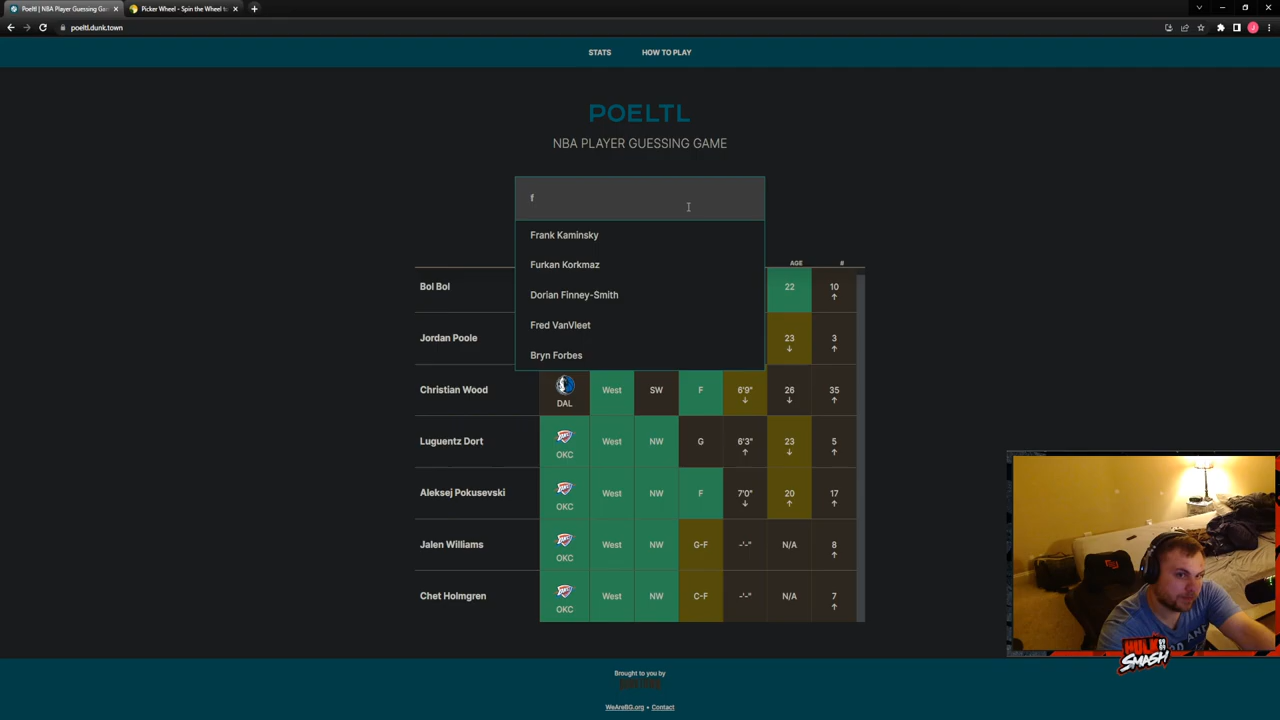 Poeltl | NBA Player Guessing Ga
Picker Wheel - Spin the Wheel t
poeltl.dunk.town
J
STATS
HOW TO PLAY
POELTL
NBA PLAYER GUESSING GAME
f
Frank Kaminsky
Furkan Korkmaz
Dorian Finney-Smith
Fred VanVleet
Bryn Forbes
AGE #
Bol Bol 22 10 ↑
Jordan Poole 23 ↓ 3 ↑
Christian Wood DAL West SW F 6'9" ↓ 26 ↓ 35 ↑
Luguentz Dort OKC West NW G 6'3" ↑ 23 ↓ 5 ↑
Aleksej Pokusevski OKC West NW F 7'0" ↓ 20 ↑ 17 ↑
Jalen Williams OKC West NW G-F -'-" N/A 8 ↑
Chet Holmgren OKC West NW C-F -'-" N/A 7 ↑
Brought to you by
WeAreBG.org • Contact
HULK
SMASH